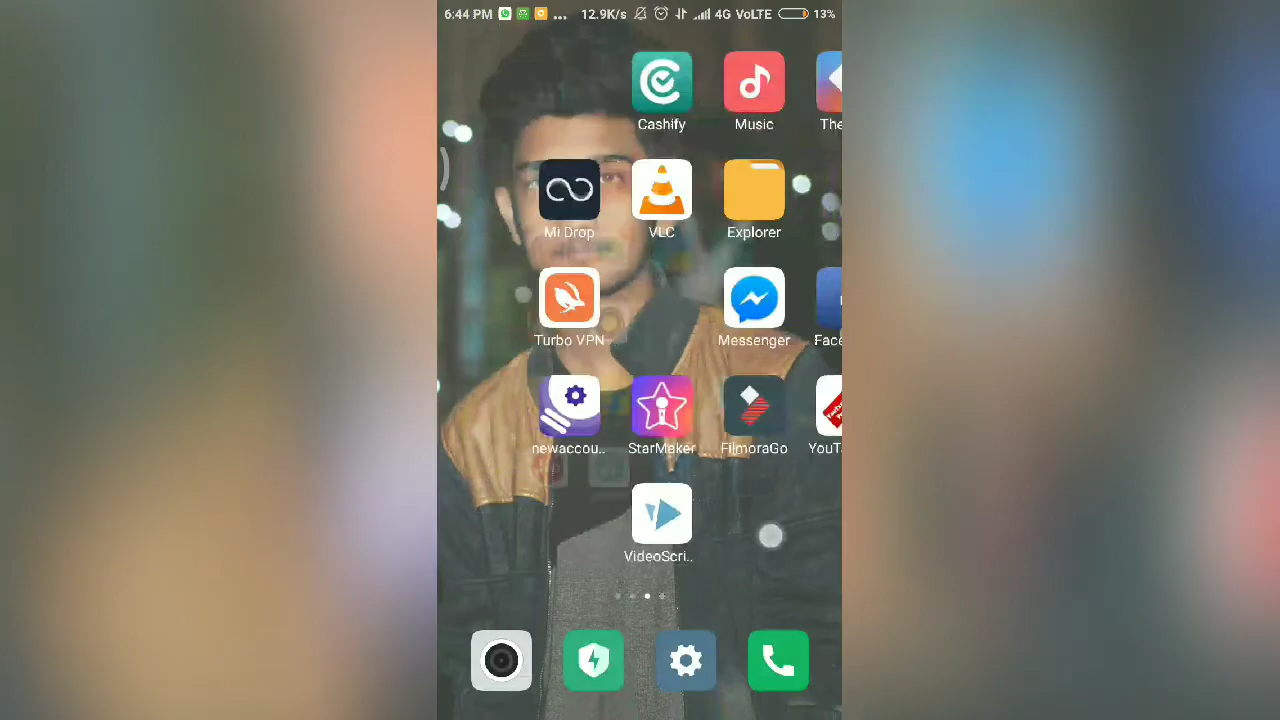 6:44 PM ... 12.9K/s 4G VoLTE 13%
Cashify Music The
Mi Drop VLC Explorer
Turbo VPN Messenger Face
newaccou.. StarMaker FilmoraGo YouT
VideoScri..